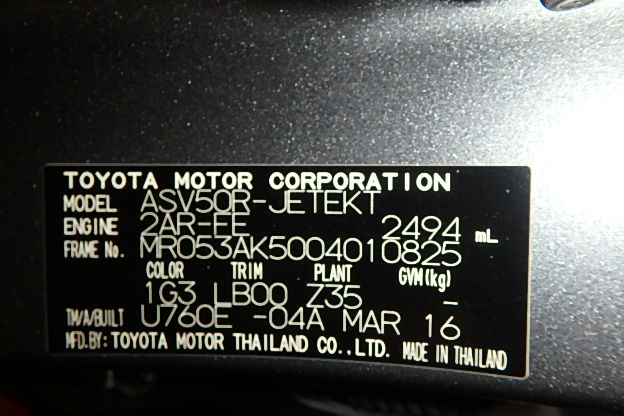 TOYOTA MOTOR CORPORATION
MODEL ASV50R-JETEKT
ENGINE 2AR-FE 2494 mL
FRAME No. MR053AK5004010825
COLOR TRIM PLANT GVM(kg)
1G3 LB00 Z35 -
TM/A/BUILT U760E -04A MAR 16
MFD.BY: TOYOTA MOTOR THAILAND CO.,LTD. MADE IN THAILAND